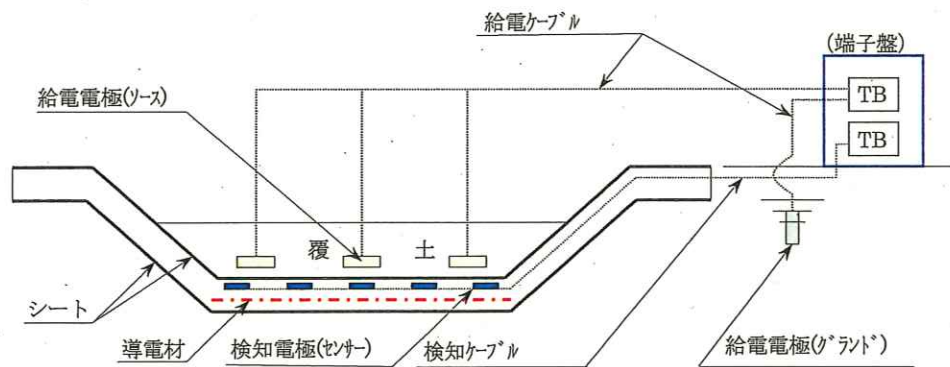 給電ケーブル
(端子盤)
給電電極(ソース)
TB
TB
覆 土
シート
導電材
検知電極(センサー)
検知ケーブル
給電電極(グランド)